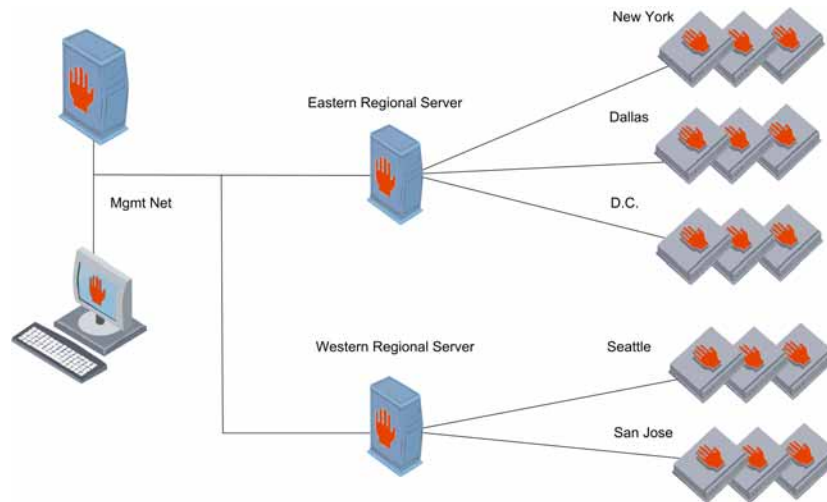 New York
Eastern Regional Server
Dallas
Mgmt Net
D.C.
Western Regional Server
Seattle
San Jose